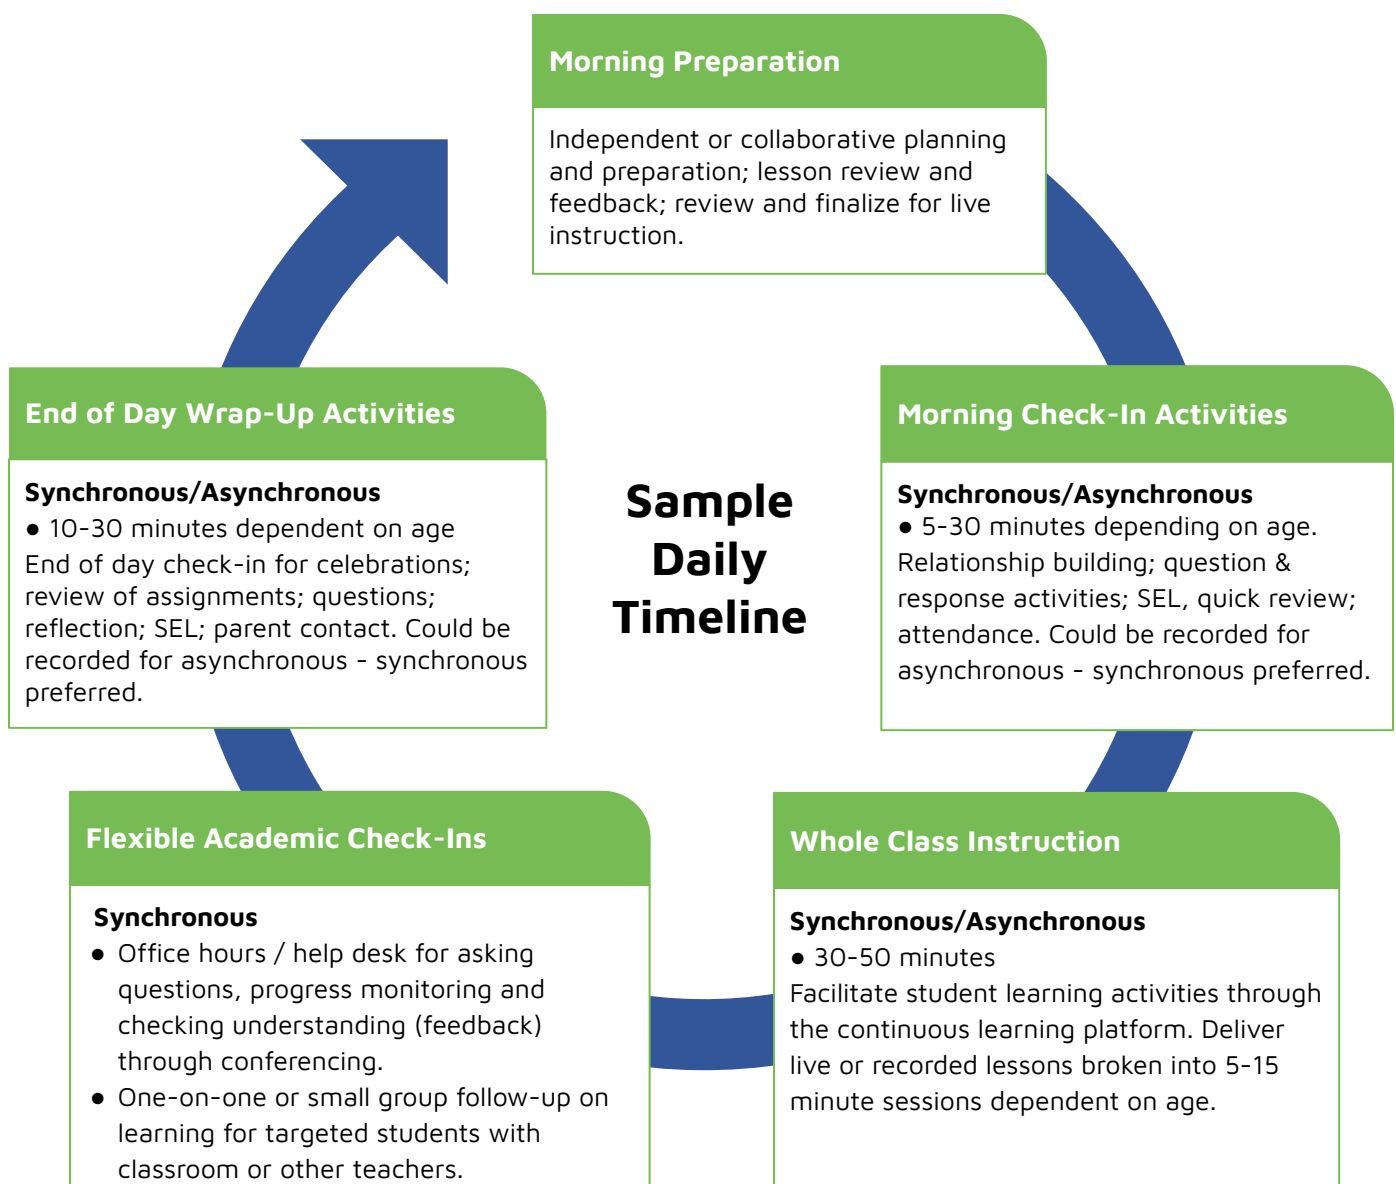 Morning Preparation
Independent or collaborative planning
and preparation; lesson review and
feedback; review and finalize for live
instruction.
Morning Check-In Activities
Synchronous/Asynchronous
● 5-30 minutes depending on age.
Relationship building; question &
response activities; SEL, quick review;
attendance. Could be recorded for
asynchronous - synchronous preferred.
Whole Class Instruction
Synchronous/Asynchronous
● 30-50 minutes
Facilitate student learning activities through
the continuous learning platform. Deliver
live or recorded lessons broken into 5-15
minute sessions dependent on age.
Flexible Academic Check-Ins
Synchronous
● Office hours / help desk for asking
questions, progress monitoring and
checking understanding (feedback)
through conferencing.
● One-on-one or small group follow-up on
learning for targeted students with
classroom or other teachers.
End of Day Wrap-Up Activities
Synchronous/Asynchronous
● 10-30 minutes dependent on age
End of day check-in for celebrations;
review of assignments; questions;
reflection; SEL; parent contact. Could be
recorded for asynchronous - synchronous
preferred.
Sample
Daily
Timeline